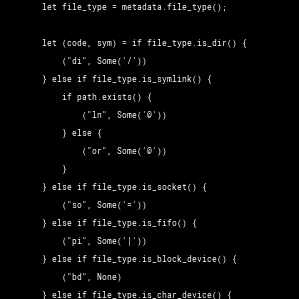 let file_type = metadata.file_type();
let (code, sym) = if file_type.is_dir() {
("di", Some('/'))
} else if file_type.is_symlink() {
if path.exists() {
("ln", Some('@'))
} else {
("or", Some('@'))
}
} else if file_type.is_socket() {
("so", Some('='))
} else if file_type.is_fifo() {
("pi", Some('|'))
} else if file_type.is_block_device() {
("bd", None)
} else if file_type.is_char_device() {